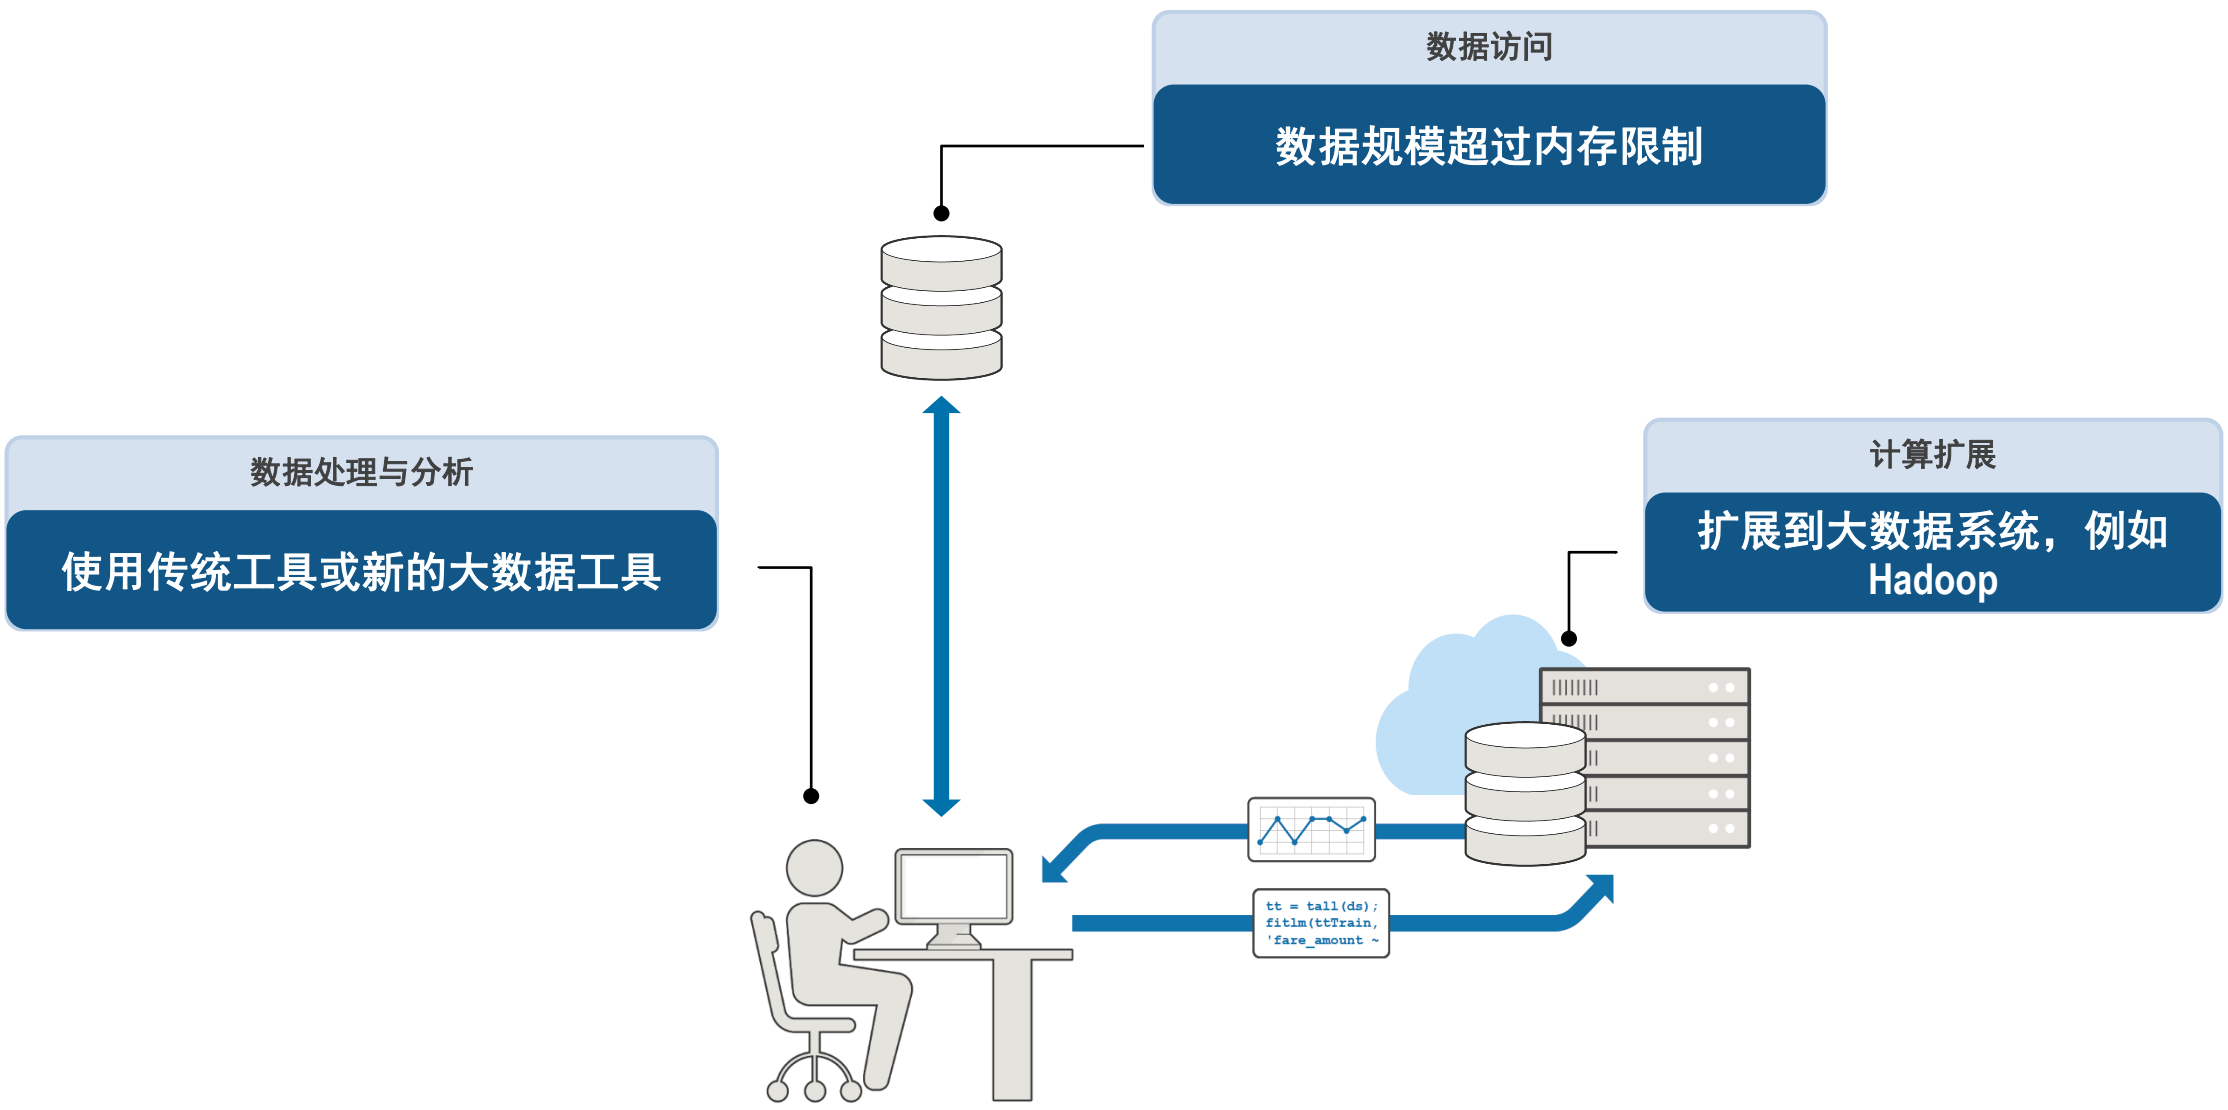 数据访问
数据规模超过内存限制
数据处理与分析
使用传统工具或新的大数据工具
计算扩展
扩展到大数据系统，例如
Hadoop
tt = tall(ds);
fitlm(ttTrain,
'fare_amount ~